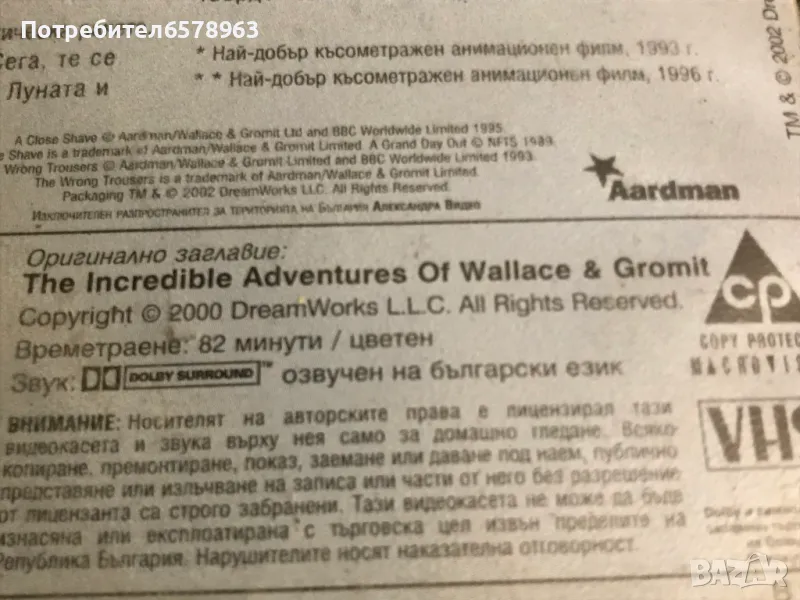 Потребител6578963
Сега, те се
Луната и
* Най-добър късометражен анимационен филм, 1993 г.
* * Най-добър късометражен анимационен филм, 1996 г.
TM & © 2002
A Close Shave © Aardman/Wallace & Gromit Ltd and BBC Worldwide Limited 1995.
Shave is a trademark of Aardman/Wallace & Gromit Limited. A Grand Day Out © NFTS 1989.
Wrong Trousers © Aardman/Wallace & Gromit Limited and BBC Worldwide Limited 1993.
The Wrong Trousers is a trademark of Aardman/Wallace & Gromit Limited.
Packaging TM & © 2002 DreamWorks LLC. All Rights Reserved.
Изключителен разпространител за територията на България Александра Видео
Aardman
Оригинално заглавие:
The Incredible Adventures Of Wallace & Gromit
Copyright © 2000 DreamWorks L.L.C. All Rights Reserved.
Времетраене: 82 минути / цветен
Звук: DOLBY SURROUND™ озвучен на български език
cp
COPY PROTEC
MACROVIS
ВНИМАНИЕ: Носителят на авторските права е лицензирал тази
видеокасета и звука върху нея само за домашно гледане. Всяко
копиране, премонтиране, показ, заемане или даване под наем, публично
представяне или излъчване на записа или части от него без разрешение
от лицензанта са строго забранени. Тази видеокасета не може да бъде
изнасяна или експлоатирана с търговска цел извън пределите на
Република България. Нарушителите носят наказателна отговорност.
VHS
BAZAR